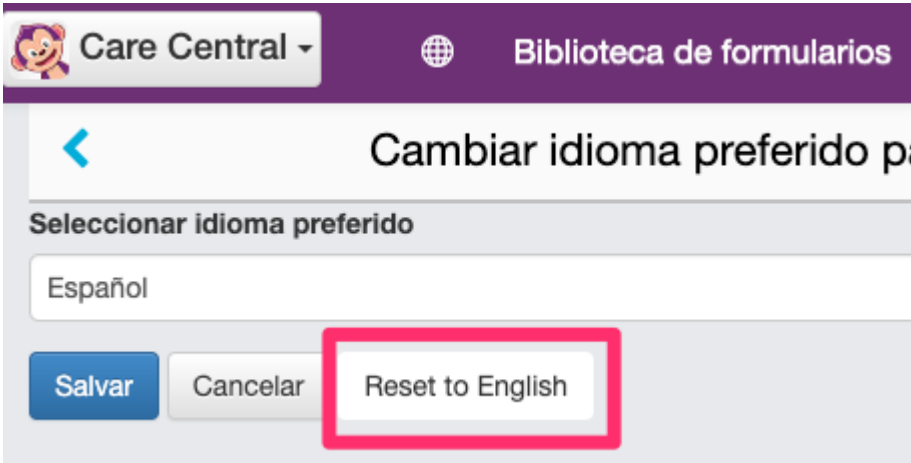 Care Central
Biblioteca de formularios
Cambiar idioma preferido
Seleccionar idioma preferido
Español
Salvar
Cancelar
Reset to English